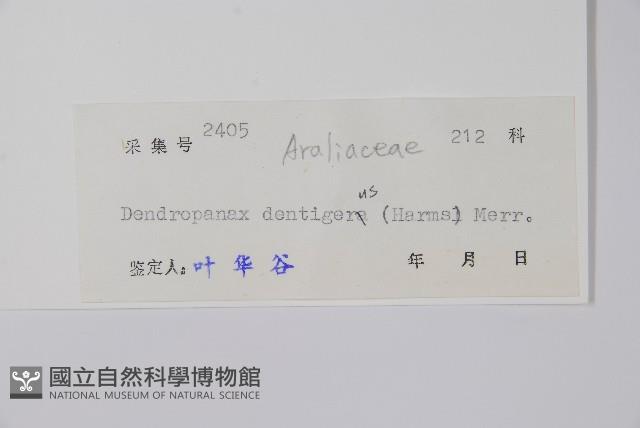 采集号 2405 Araliaceae 212 科
us
Dendropanax dentigera (Harms) Merr.
鉴定人: 叶华谷 年 月 日
國立自然科學博物館
NATIONAL MUSEUM OF NATURAL SCIENCE